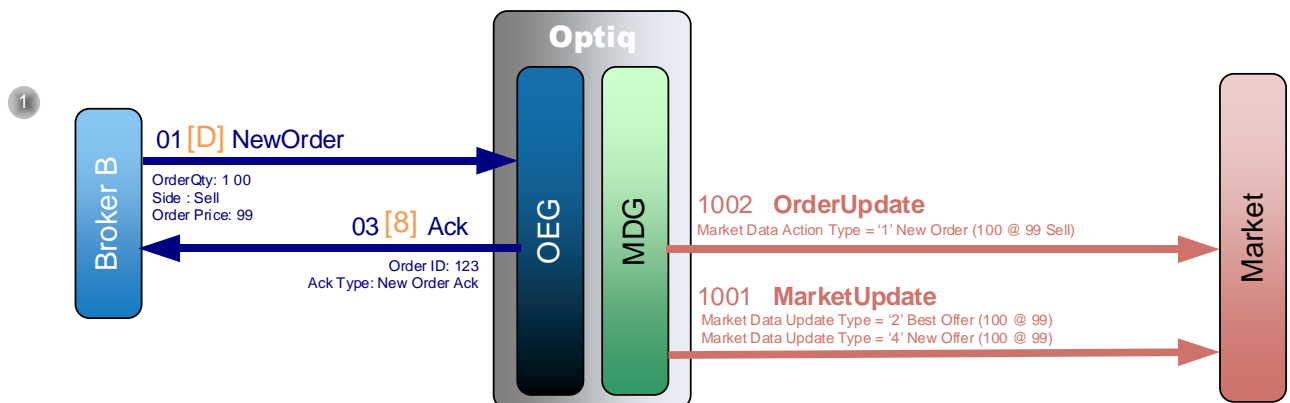 Optiq
1
Broker B
01 [D] NewOrder
OrderQty: 1 00
Side : Sell
Order Price: 99
03 [8] Ack
Order ID: 123
Ack Type: New Order Ack
OEG
MDG
1002 OrderUpdate
Market Data Action Type = ‘1’ New Order (100 @ 99 Sell)
1001 MarketUpdate
Market Data Update Type = ‘2’ Best Offer (100 @ 99)
Market Data Update Type = ‘4’ New Offer (100 @ 99)
Market